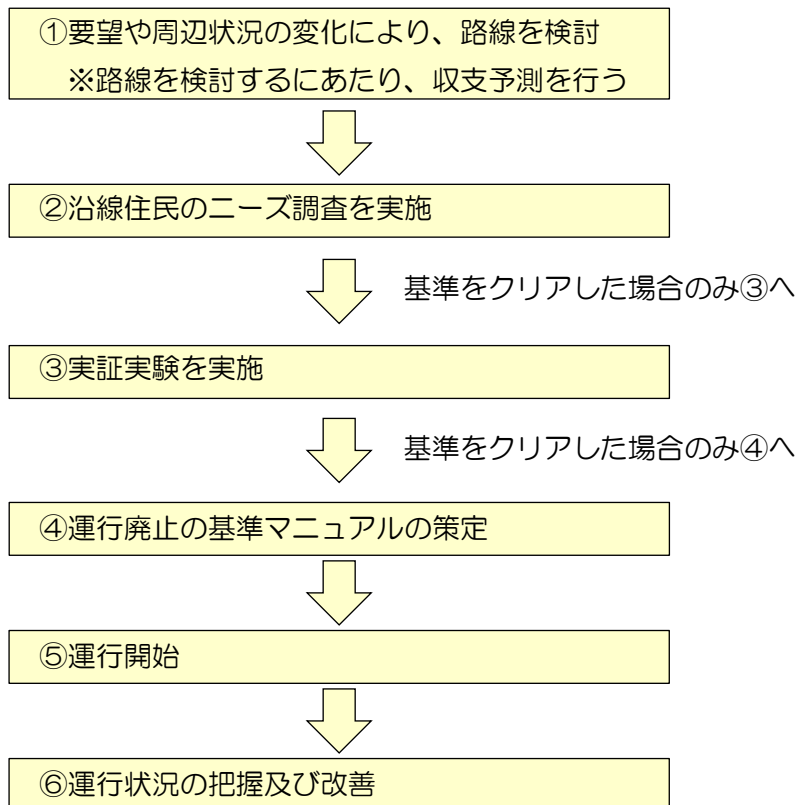 ①要望や周辺状況の変化により、路線を検討
※路線を検討するにあたり、収支予測を行う
②沿線住民のニーズ調査を実施
基準をクリアした場合のみ③へ
③実証実験を実施
基準をクリアした場合のみ④へ
④運行廃止の基準マニュアルの策定
⑤運行開始
⑥運行状況の把握及び改善